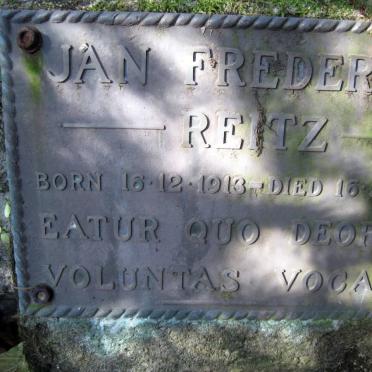 JAN FREDER
REITZ
BORN 16·12·1913–DIED 16
EATUR QUO DEOR
VOLUNTAS VOCA